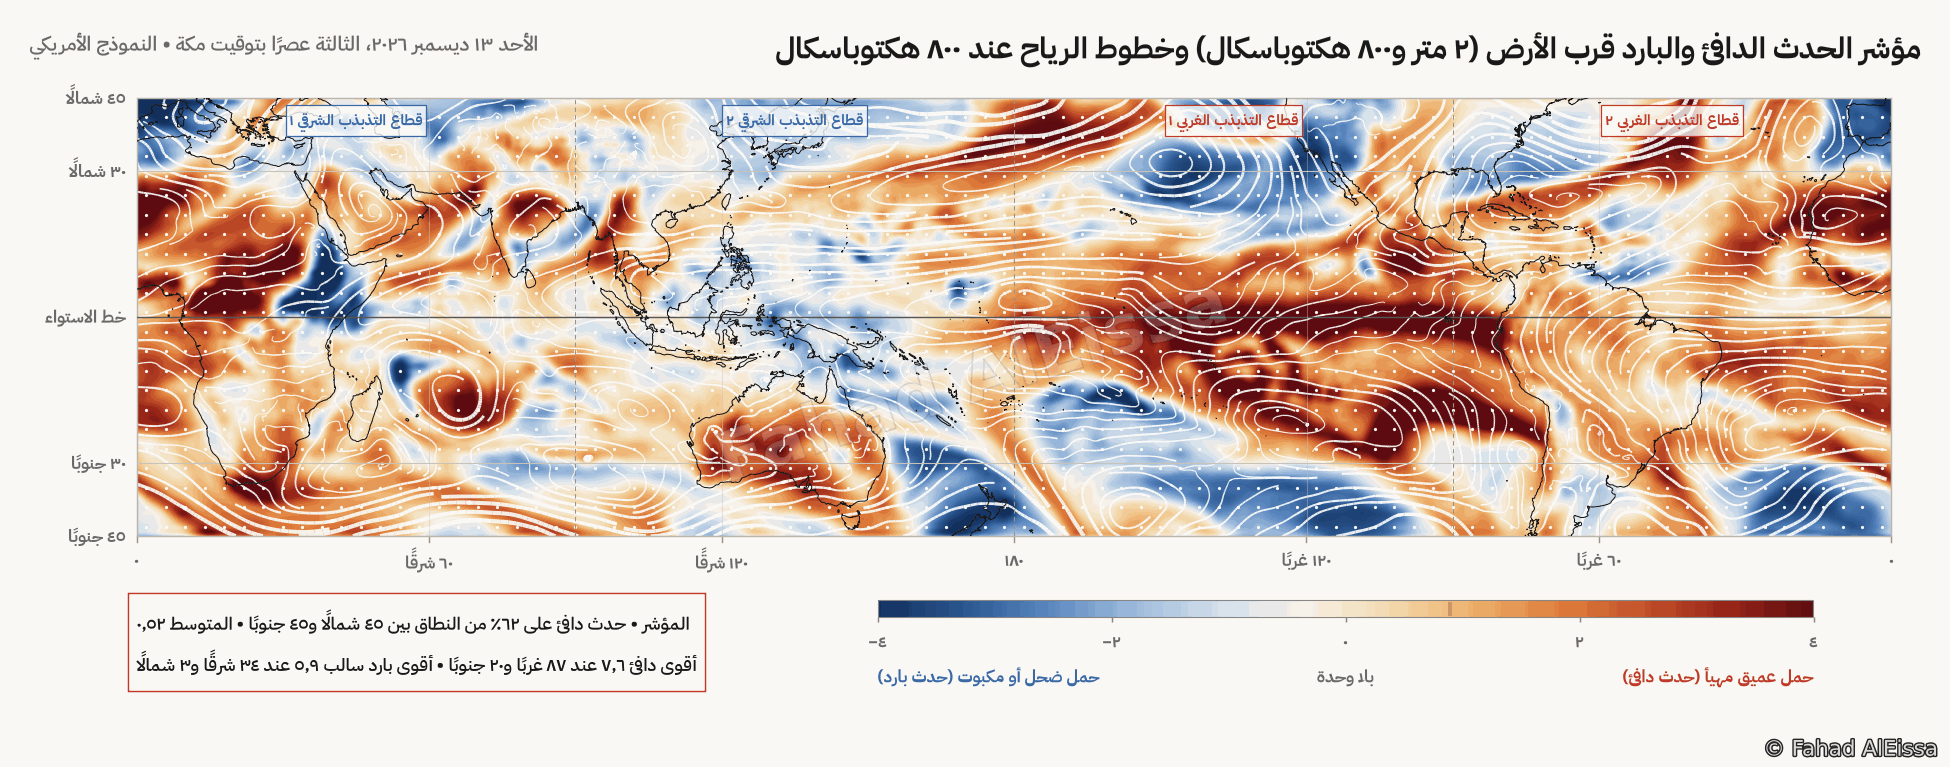 مؤشر الحدث الدافئ والبارد قرب الأرض (٢ متر و٨٠٠ هكتوباسكال) وخطوط الرياح عند ٨٠٠ هكتوباسكال
الأحد ١٣ ديسمبر ٢٠٢٦، الثالثة عصرًا بتوقيت مكة • النموذج الأمريكي
٤٥ شمالًا
٣٠ شمالًا
خط الاستواء
٣٠ جنوبًا
٤٥ جنوبًا
قطاع التذبذب الشرقي ١
قطاع التذبذب الشرقي ٢
قطاع التذبذب الغربي ١
قطاع التذبذب الغربي ٢
Fahad AlEissa
٠
٦٠ شرقًا
١٢٠ شرقًا
١٨٠
١٢٠ غربًا
٦٠ غربًا
٠
المؤشر • حدث دافئ على ٦٢٪ من النطاق بين ٤٥ شمالًا و٤٥ جنوبًا • المتوسط ٠,٥٢
أقوى دافئ ٧,٦ عند ٨٧ غربًا و٢٠ جنوبًا • أقوى بارد سالب ٥,٩ عند ٣٤ شرقًا و٣ شمالًا
−٤
−٢
٠
٢
٤
حمل ضحل أو مكبوت (حدث بارد)
بلا وحدة
حمل عميق مهيأ (حدث دافئ)
© Fahad AlEissa